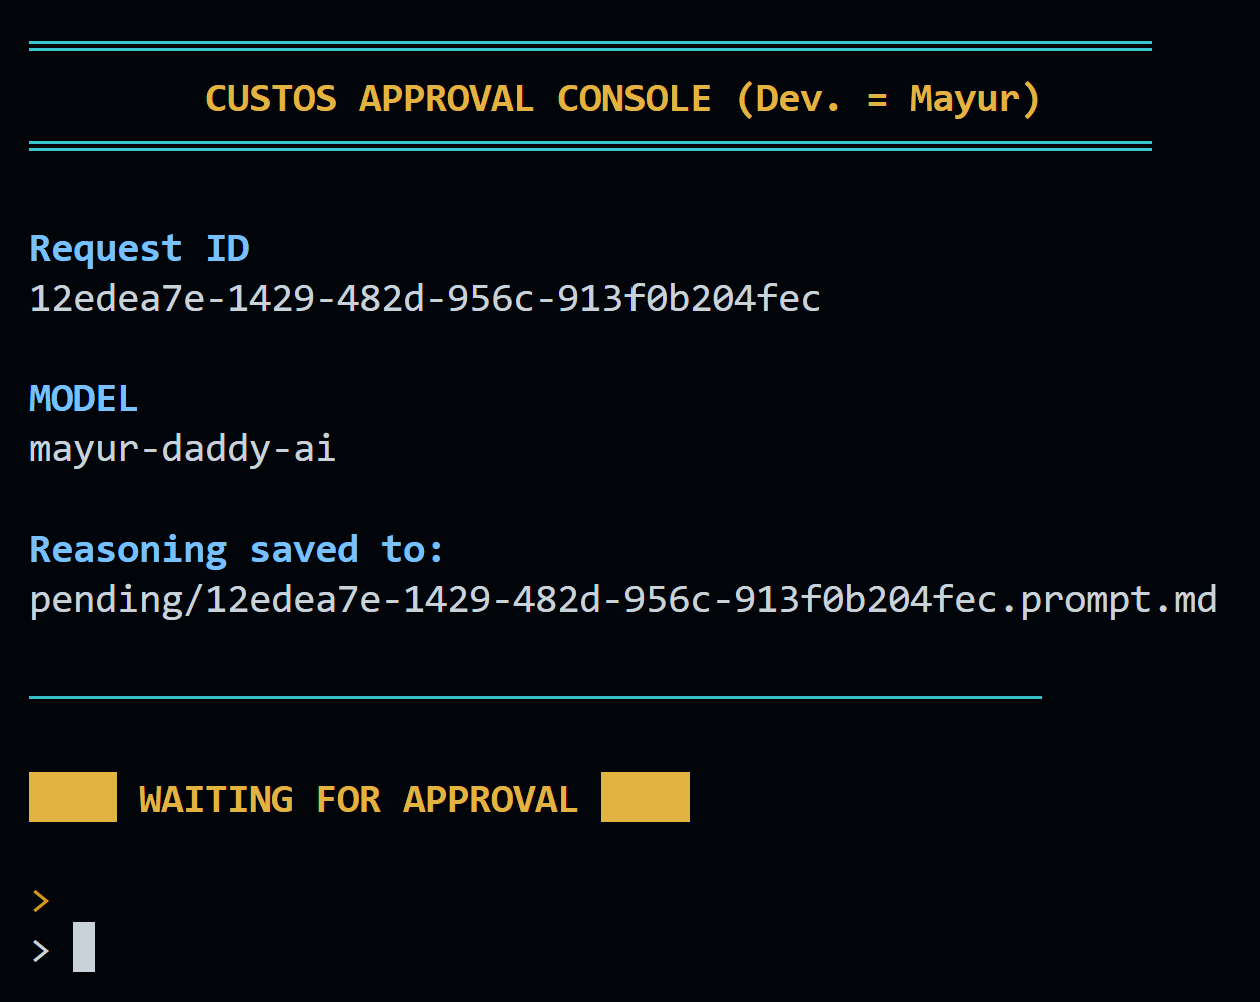 CUSTOS APPROVAL CONSOLE (Dev. = Mayur)
Request ID
12edea7e-1429-482d-956c-913f0b204fec
MODEL
mayur-daddy-ai
Reasoning saved to:
pending/12edea7e-1429-482d-956c-913f0b204fec.prompt.md
WAITING FOR APPROVAL
>
>